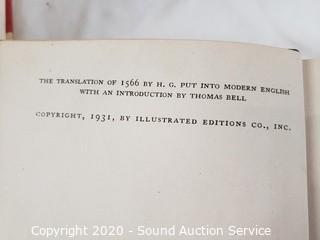 THE TRANSLATION OF 1566 BY H. G. PUT INTO MODERN ENGLISH
WITH AN INTRODUCTION BY THOMAS BELL
COPYRIGHT, 1931, BY ILLUSTRATED EDITIONS CO., INC.
Copyright 2020 - Sound Auction Service